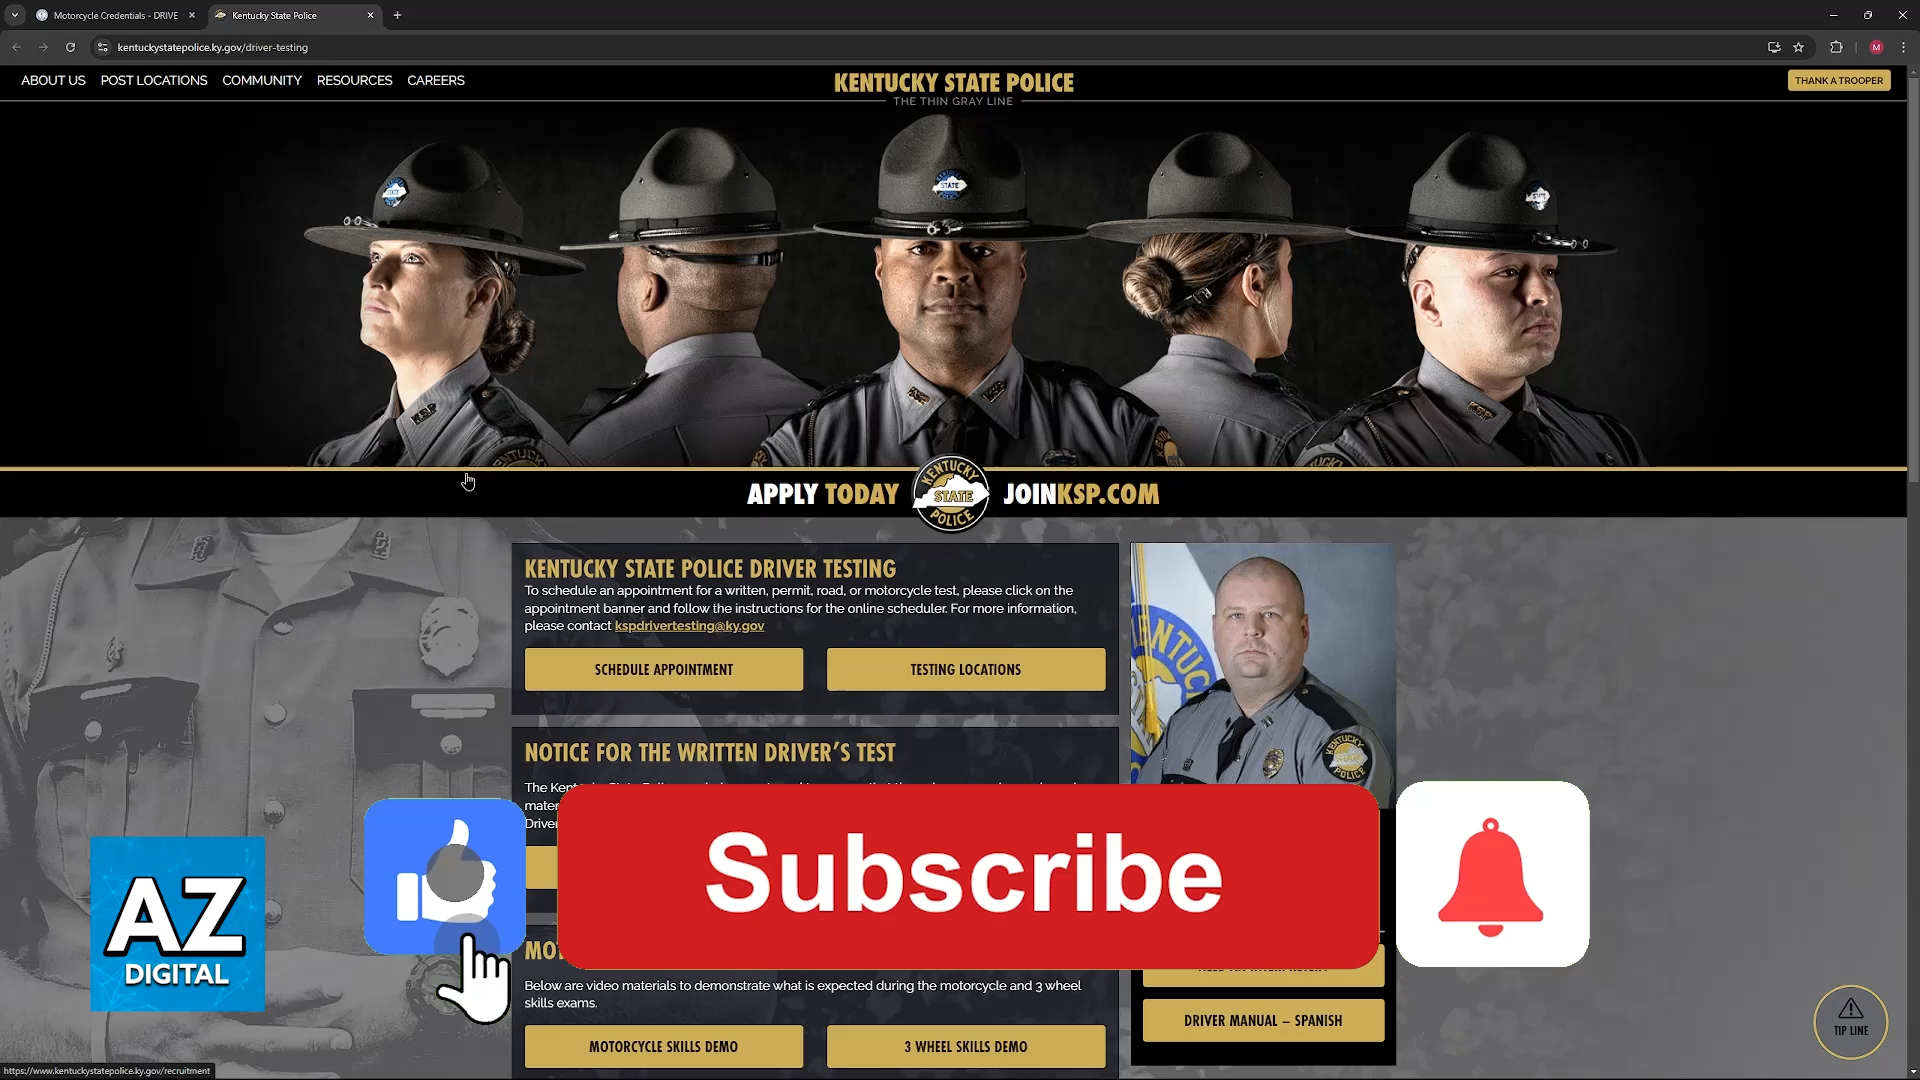 Motorcycle Credentials - DRIVE
Kentucky State Police
kentuckystatepolice.ky.gov/driver-testing
M
ABOUT US
POST LOCATIONS
COMMUNITY
RESOURCES
CAREERS
KENTUCKY STATE POLICE
THE THIN GRAY LINE
THANK A TROOPER
STATE
KSP
APPLY TODAY
KENTUCKY
STATE
POLICE
JOINKSP.COM
KENTUCKY STATE POLICE DRIVER TESTING
To schedule an appointment for a written, permit, road, or motorcycle test, please click on the
appointment banner and follow the instructions for the online scheduler. For more information,
please contact kspdrivertesting@ky.gov
SCHEDULE APPOINTMENT
TESTING LOCATIONS
KENTUCKY
STATE
POLICE
NOTICE FOR THE WRITTEN DRIVER'S TEST
Subscribe
AZ
DIGITAL
Below are video materials to demonstrate what is expected during the motorcycle and 3 wheel
skills exams.
MOTORCYCLE SKILLS DEMO
3 WHEEL SKILLS DEMO
DRIVER MANUAL – SPANISH
TIP LINE
https://www.kentuckystatepolice.ky.gov/recruitment